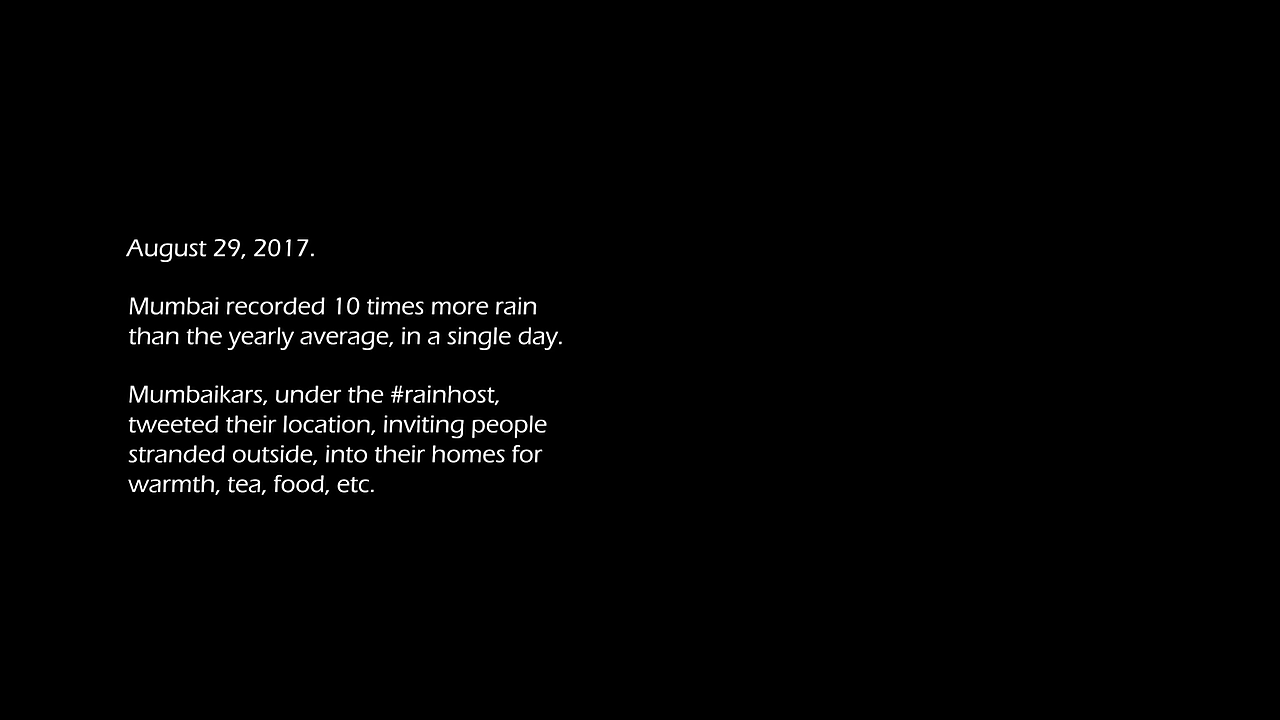 August 29, 2017.
Mumbai recorded 10 times more rain
than the yearly average, in a single day.
Mumbaikars, under the #rainhost,
tweeted their location, inviting people
stranded outside, into their homes for
warmth, tea, food, etc.